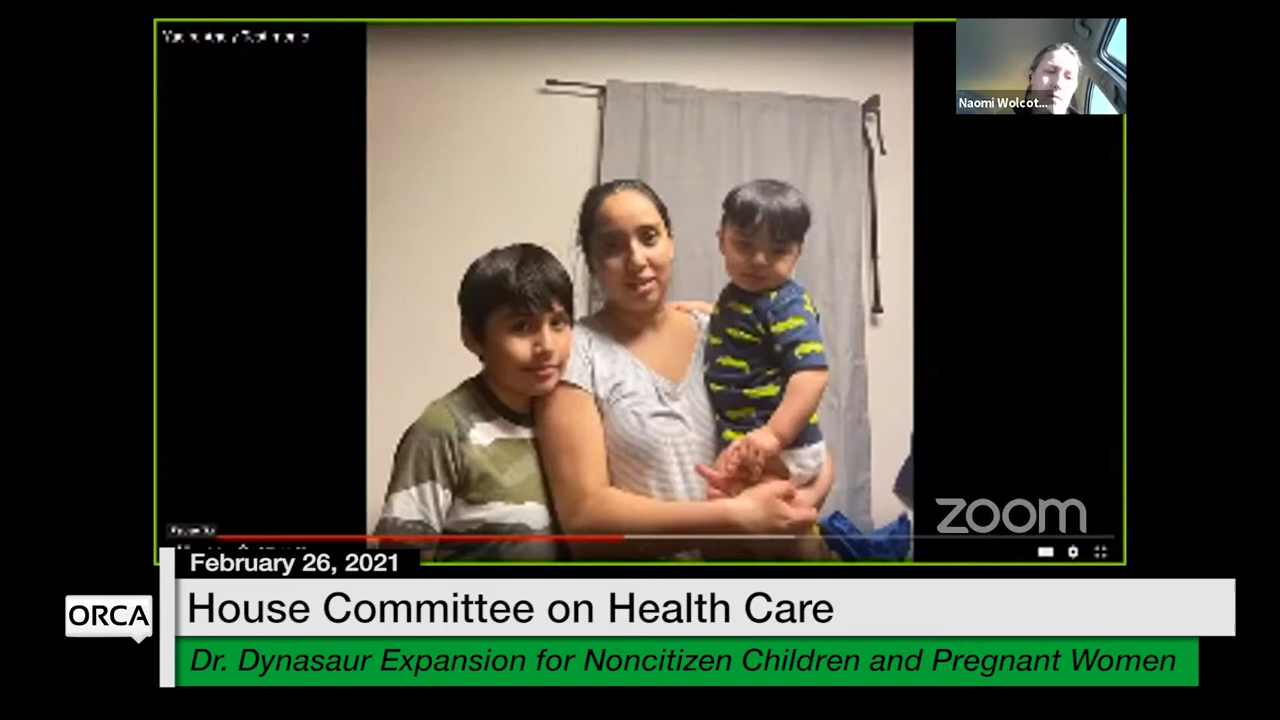 Naomi Wolcot...
zoom
February 26, 2021
ORCA
House Committee on Health Care
Dr. Dynasaur Expansion for Noncitizen Children and Pregnant Women